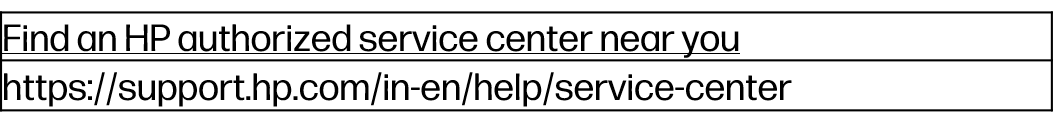 Find an HP authorized service center near you
https://support.hp.com/in-en/help/service-center